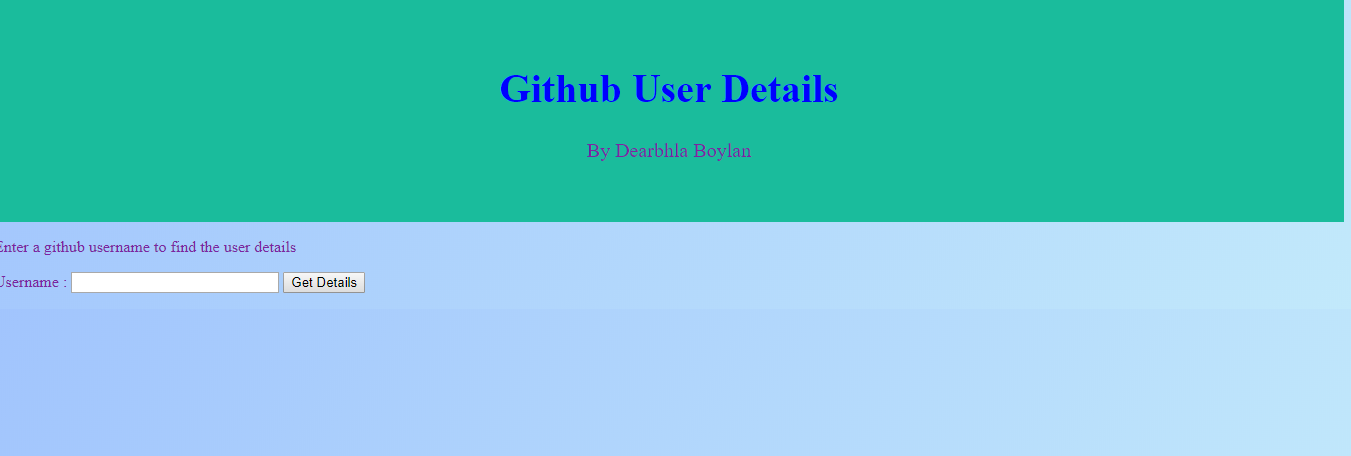 Github User Details
By Dearbhla Boylan
Enter a github username to find the user details
Username : Get Details